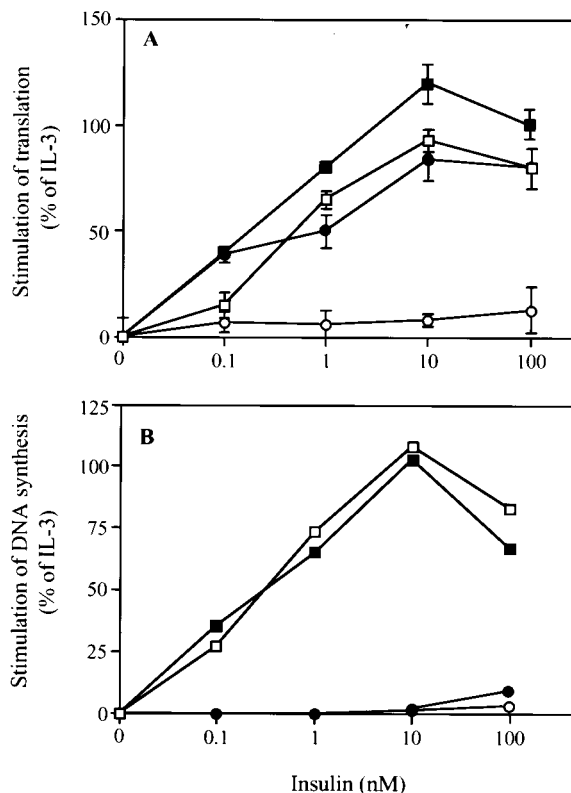 A
150
100
50
0
Stimulation of translation
(% of IL-3)
0 0.1 1 10 100
B
125
100
75
50
25
0
Stimulation of DNA synthesis
(% of IL-3)
0 0.1 1 10 100
Insulin (nM)